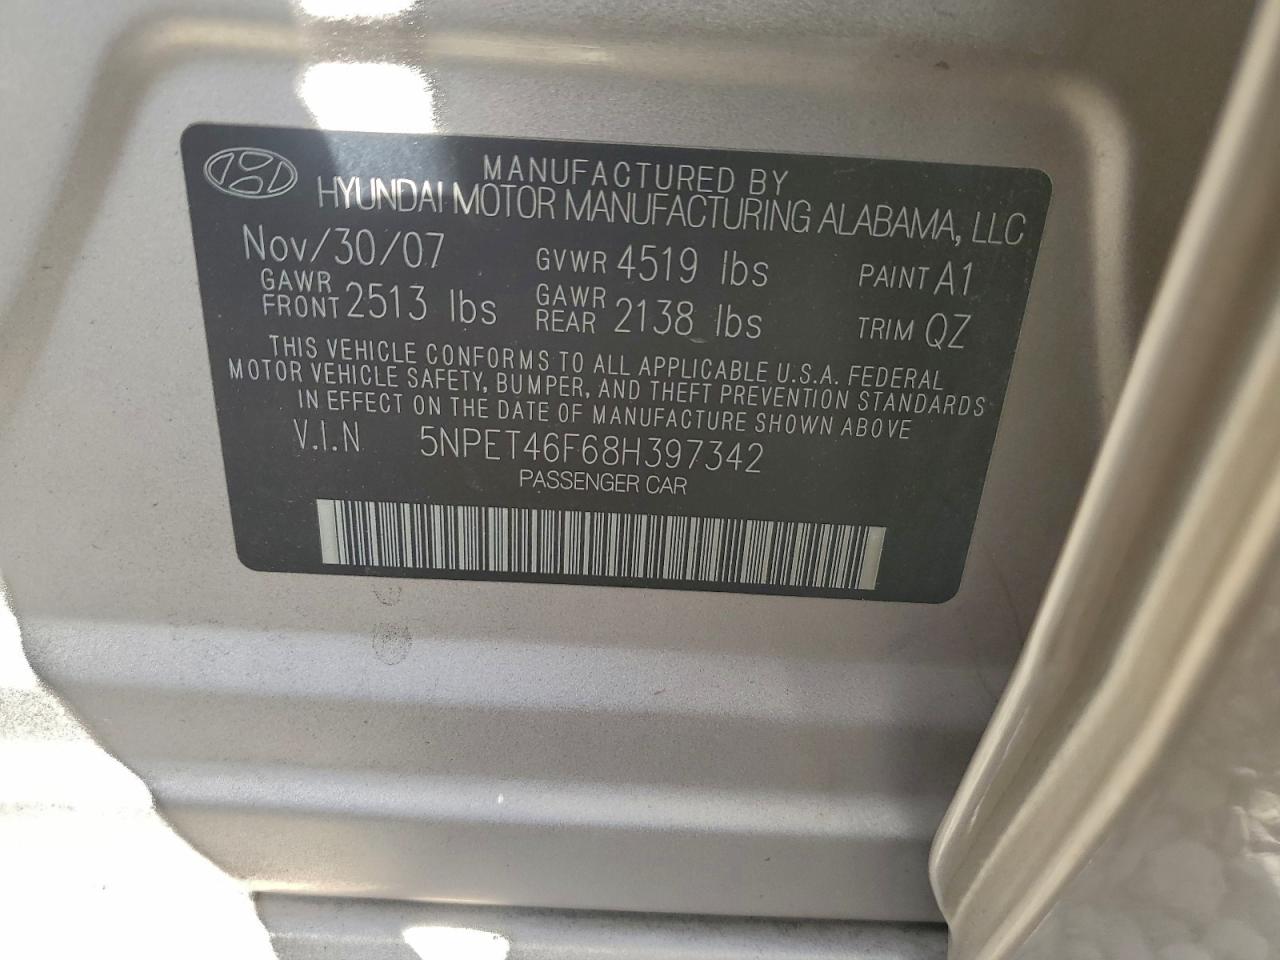 MANUFACTURED BY
HYUNDAI MOTOR MANUFACTURING ALABAMA, LLC
Nov/30/07 GVWR 4519 lbs PAINT A1
GAWR FRONT 2513 lbs GAWR REAR 2138 lbs TRIM QZ
THIS VEHICLE CONFORMS TO ALL APPLICABLE U.S.A. FEDERAL
MOTOR VEHICLE SAFETY, BUMPER, AND THEFT PREVENTION STANDARDS
IN EFFECT ON THE DATE OF MANUFACTURE SHOWN ABOVE
V.I.N 5NPET46F68H397342
PASSENGER CAR